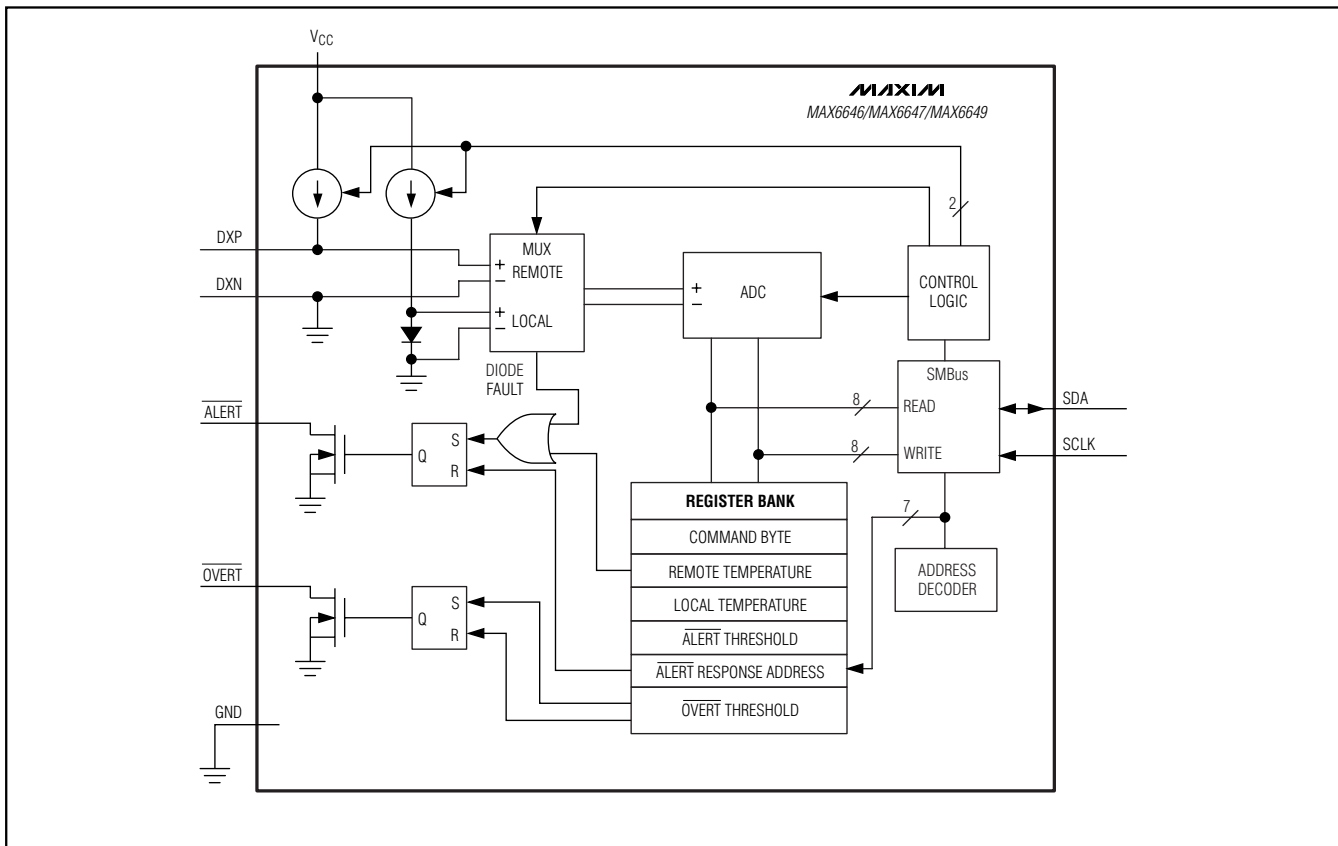 VCC
MAXIM
MAX6646/MAX6647/MAX6649
2
DXP
MUX
REMOTE
+
−
DXN
+
−
LOCAL
+
−
ADC
CONTROL
LOGIC
DIODE
FAULT
SMBus
8
READ
SDA
ALERT
S
Q
R
8
WRITE
SCLK
REGISTER BANK
7
COMMAND BYTE
REMOTE TEMPERATURE
ADDRESS
DECODER
OVERT
S
Q
R
LOCAL TEMPERATURE
ALERT THRESHOLD
ALERT RESPONSE ADDRESS
OVERT THRESHOLD
GND